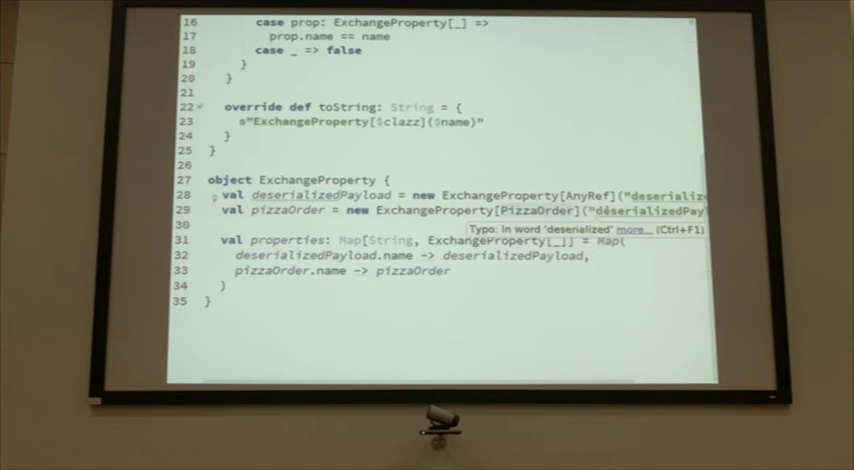 16 case prop: ExchangeProperty[_] =>
17 prop.name == name
18 case _ => false
19 }
20 }
21
22 override def toString: String = {
23 s"ExchangeProperty[$clazz]($name)"
24 }
25 }
26
27 object ExchangeProperty {
28 val deserializedPayload = new ExchangeProperty[AnyRef]("deserializ
29 val pizzaOrder = new ExchangeProperty[PizzaOrder]("deserializedPay
30
Typo: In word 'deserialized' more... (Ctrl+F1)
31 val properties: Map[String, ExchangeProperty[_]] = Map(
32 deserializedPayload.name -> deserializedPayload,
33 pizzaOrder.name -> pizzaOrder
34 )
35 }